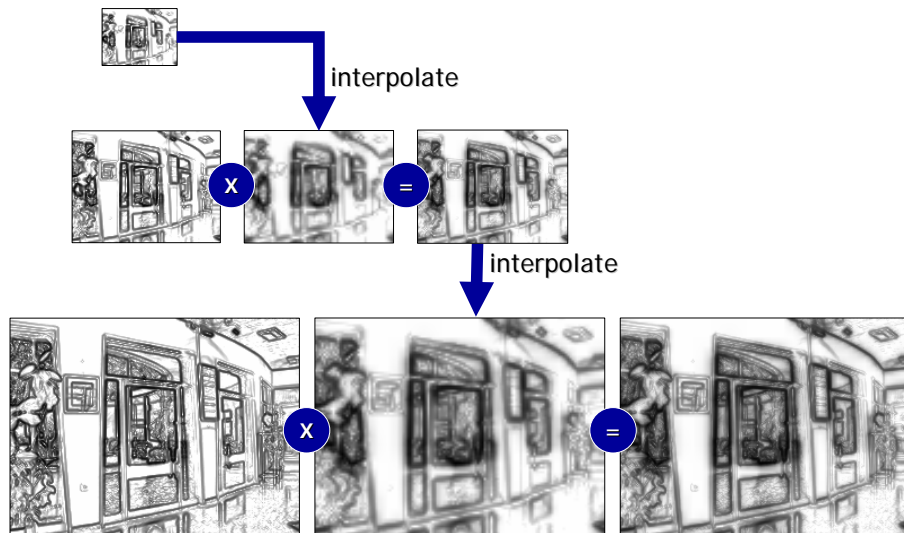 interpolate
X
=
interpolate
X
=